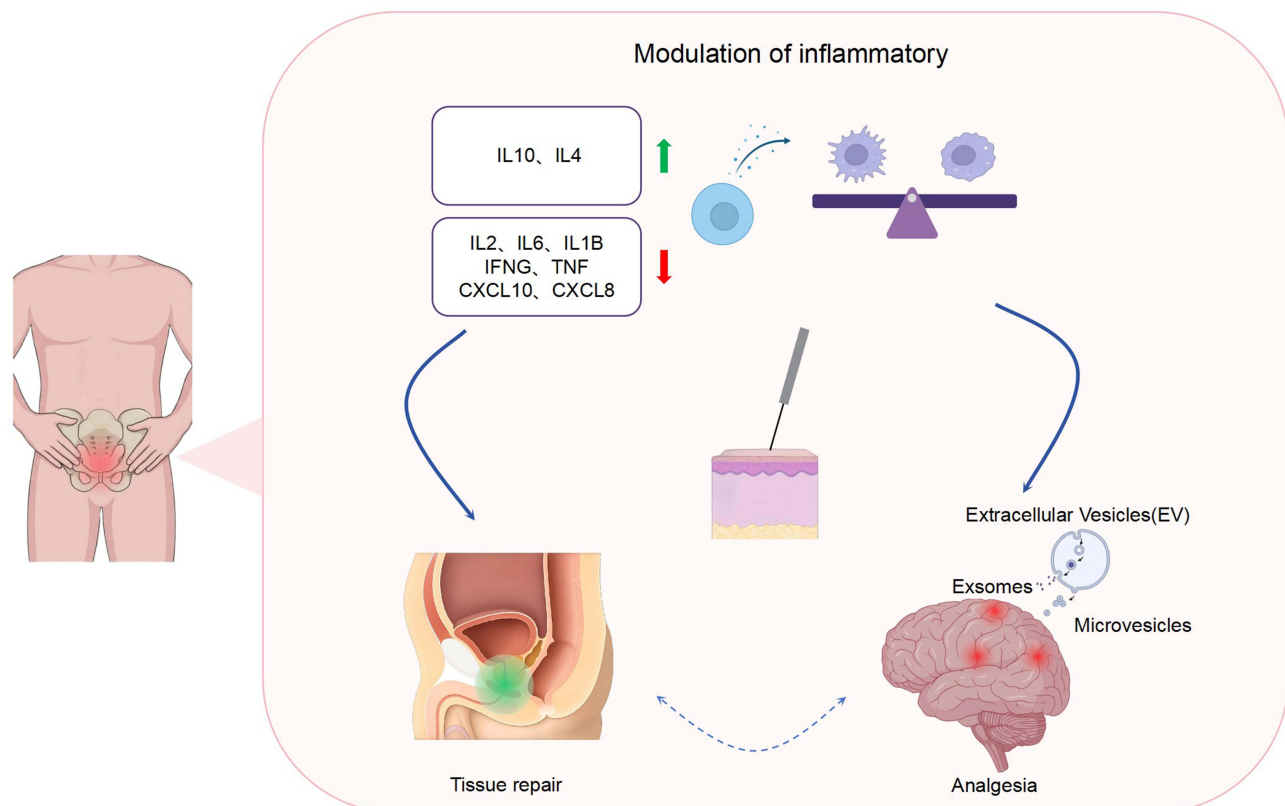 Modulation of inflammatory
IL10、IL4
IL2、IL6、IL1B
IFNG、TNF
CXCL10、CXCL8
Extracellular Vesicles(EV)
Exsomes
Microvesicles
Tissue repair
Analgesia